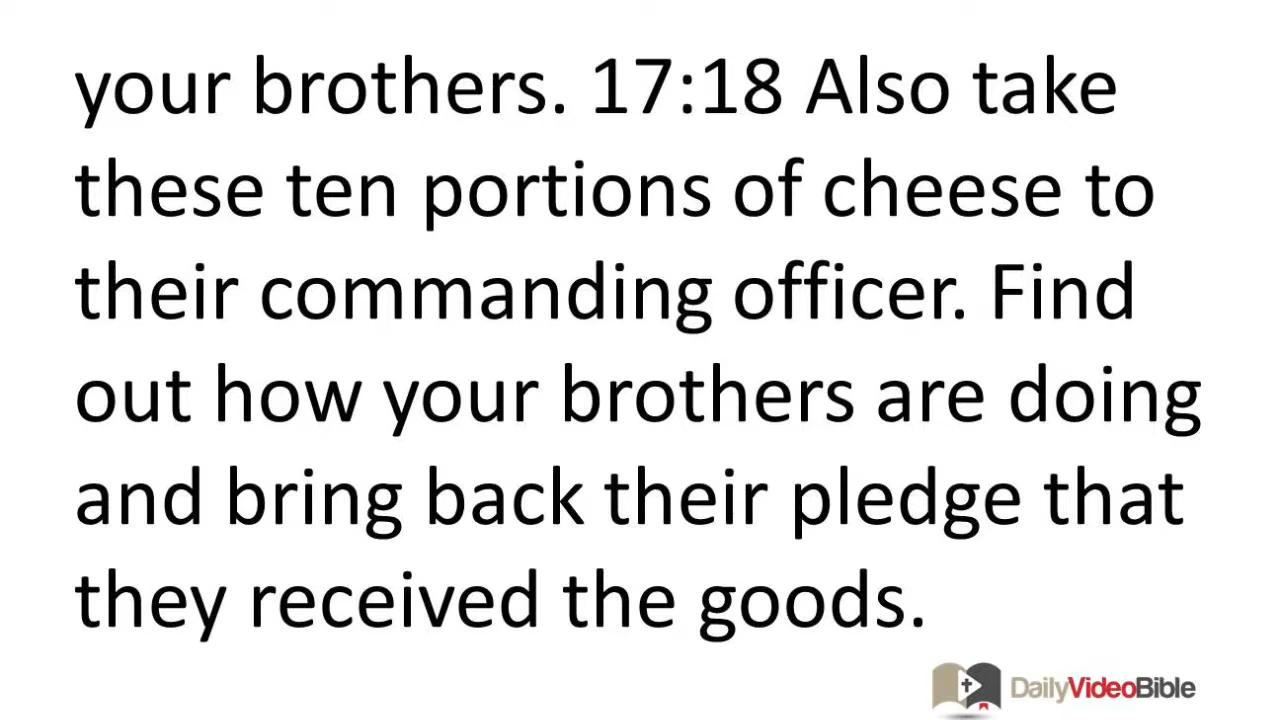 your brothers. 17:18 Also take
these ten portions of cheese to
their commanding officer. Find
out how your brothers are doing
and bring back their pledge that
they received the goods.
DailyVideoBible